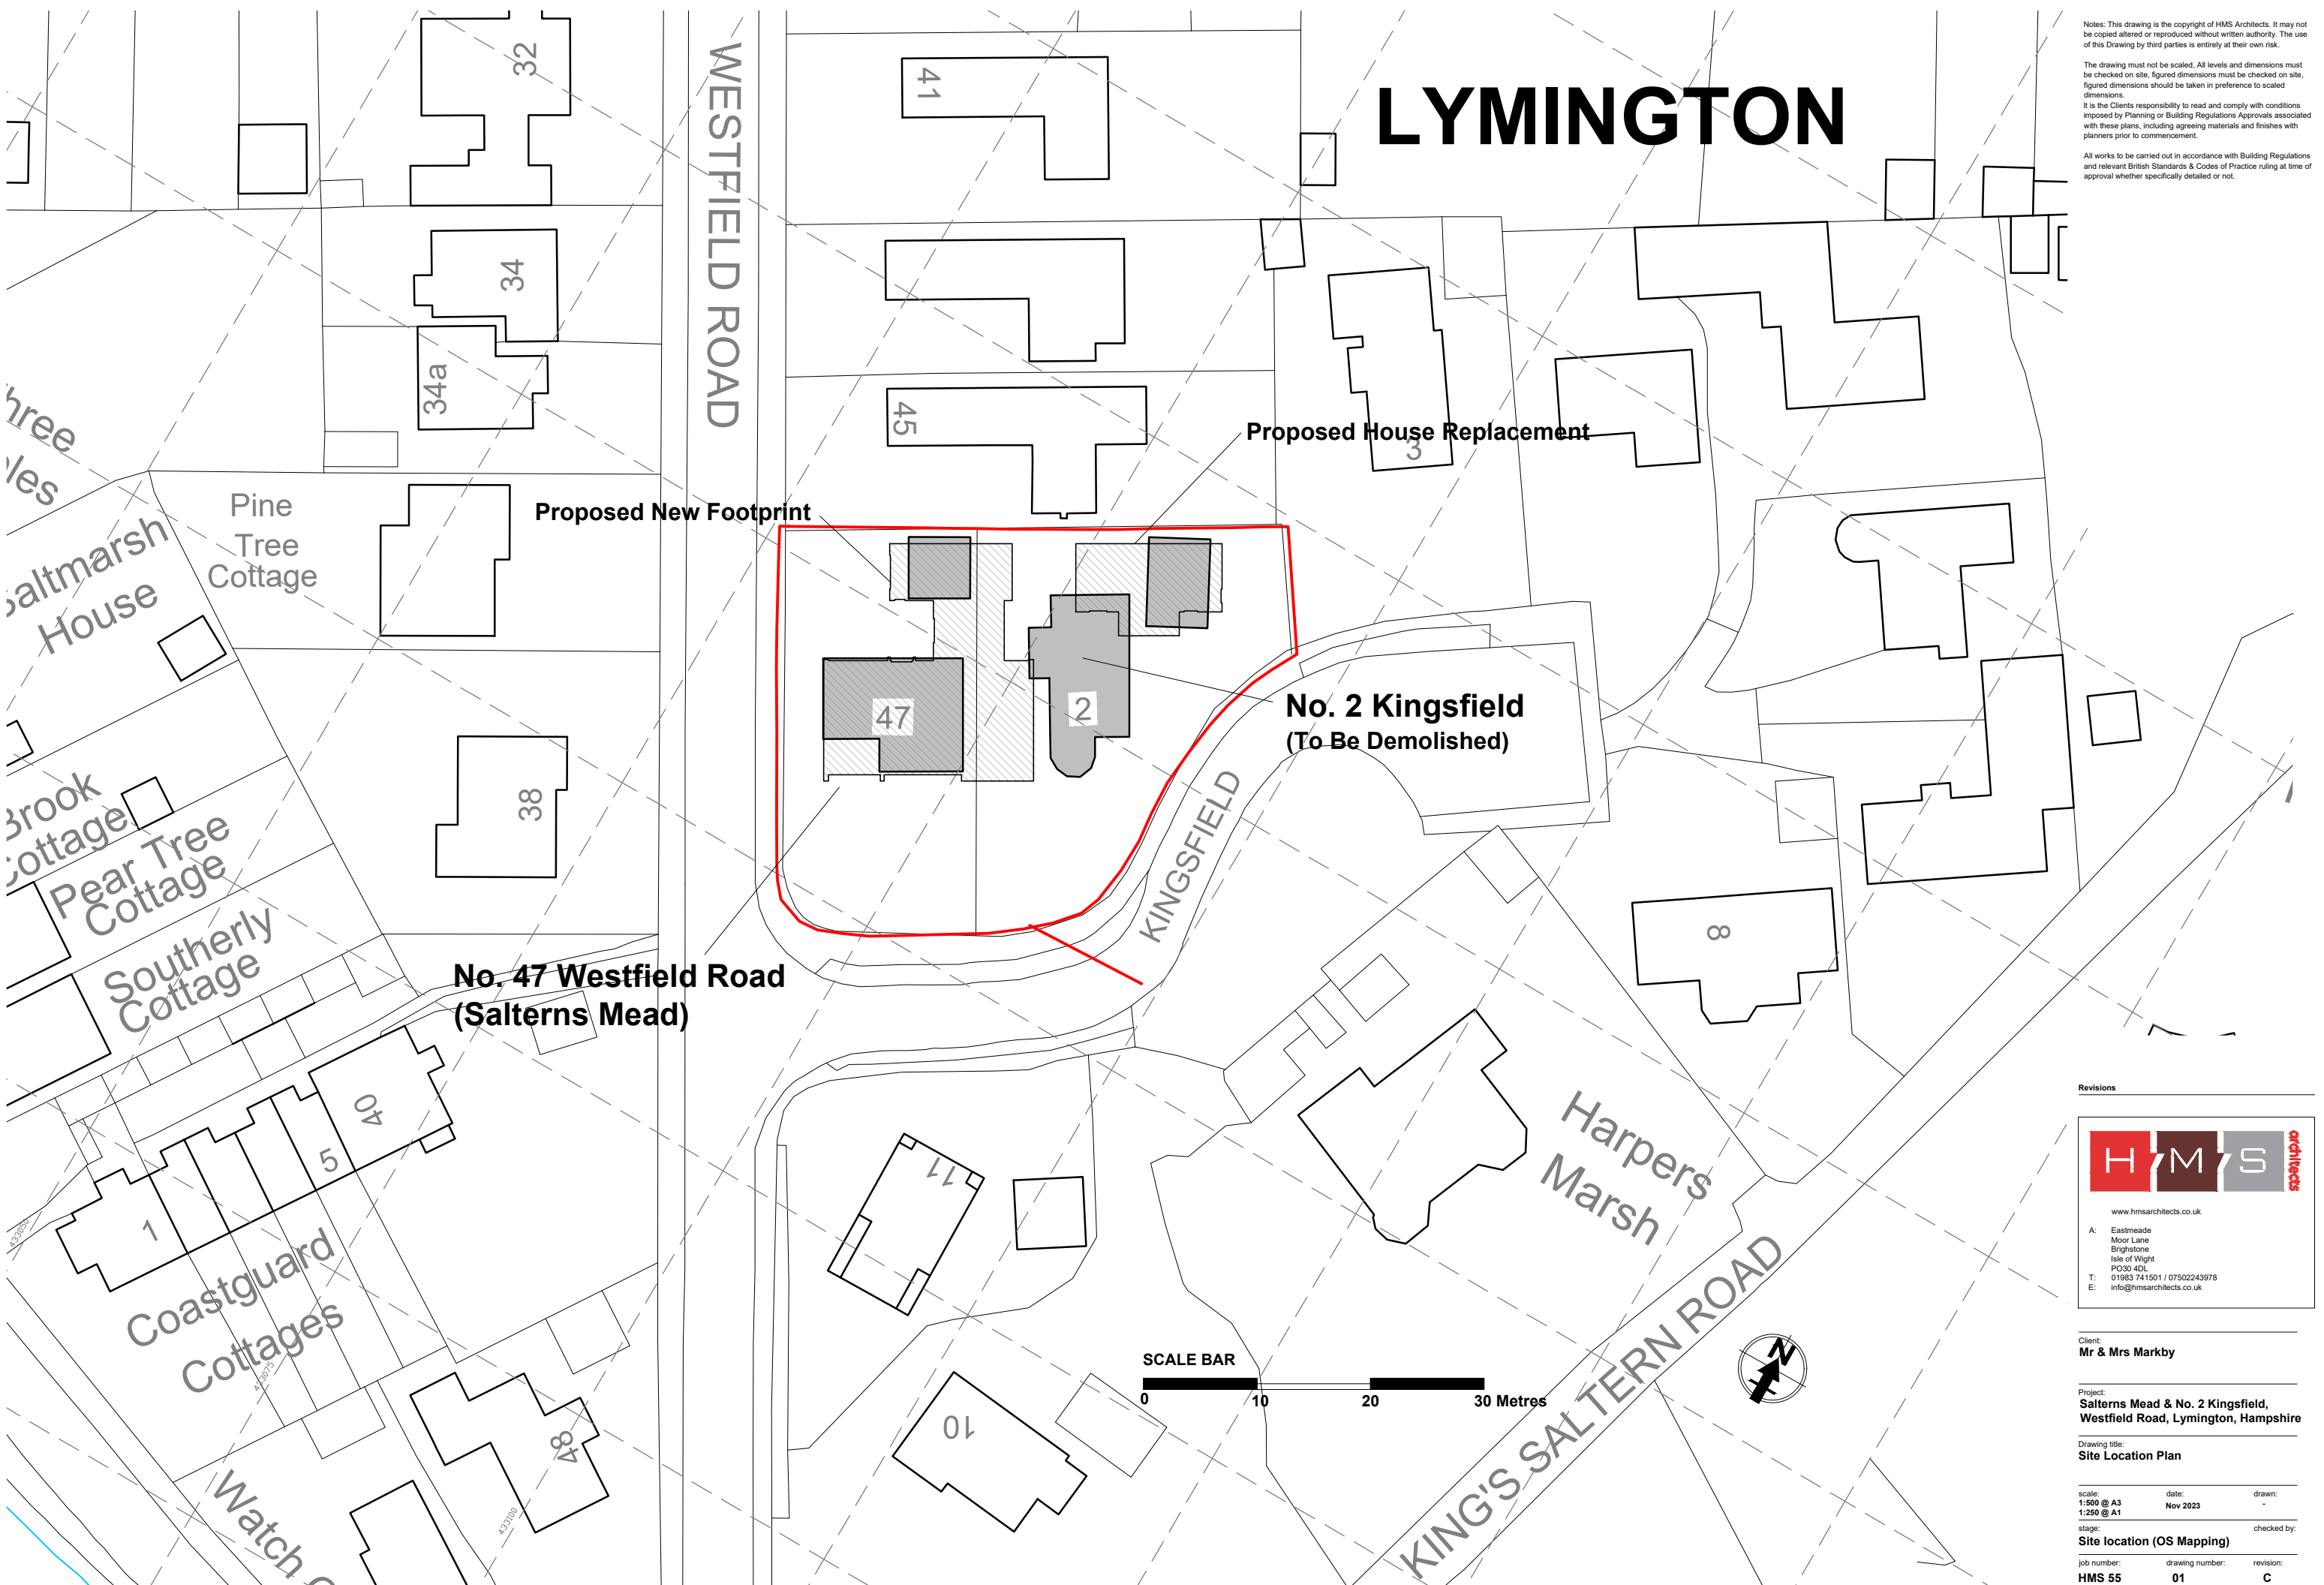 LYMINGTON
Notes: This drawing is the copyright of HMS Architects. It may not
be copied altered or reproduced without written authority. The use
of this Drawing by third parties is entirely at their own risk.
The drawing must not be scaled, All levels and dimensions must
be checked on site, figured dimensions must be checked on site,
figured dimensions should be taken in preference to scaled
dimensions.
It is the Clients responsibility to read and comply with conditions
imposed by Planning or Building Regulations Approvals associated
with these plans, including agreeing materials and finishes with
planners prior to commencement.
All works to be carried out in accordance with Building Regulations
and relevant British Standards & Codes of Practice ruling at time of
approval whether specifically detailed or not.
32
WESTFIELD ROAD
41
34
34a
45
3
Proposed House Replacement
Proposed New Footprint
Pine
Tree
Cottage
saltmarsh
House
47
2
No. 2 Kingsfield
(To Be Demolished)
KINGSFIELD
38
Brook
Cottage
Pear Tree
Cottage
Southerly
Cottage
No. 47 Westfield Road
(Salterns Mead)
8
40
5
1
Coastguard
Cottages
11
Harpers
Marsh
10
48
Watch
433050
433075
433100
KING'S SALTERN ROAD
SCALE BAR
0
10
20
30 Metres
N
Revisions
HMS
architects
www.hmsarchitects.co.uk
A: Eastmeade
Moor Lane
Brighstone
Isle of Wight
PO30 4DL
T: 01983 741501 / 07502243978
E: info@hmsarchitects.co.uk
Client:
Mr & Mrs Markby
Project:
Salterns Mead & No. 2 Kingsfield,
Westfield Road, Lymington, Hampshire
Drawing title:
Site Location Plan
scale: date: drawn:
1:500 @ A3 Nov 2023 -
1:250 @ A1
stage: checked by:
Site location (OS Mapping)
job number: drawing number: revision:
HMS 55 01 C